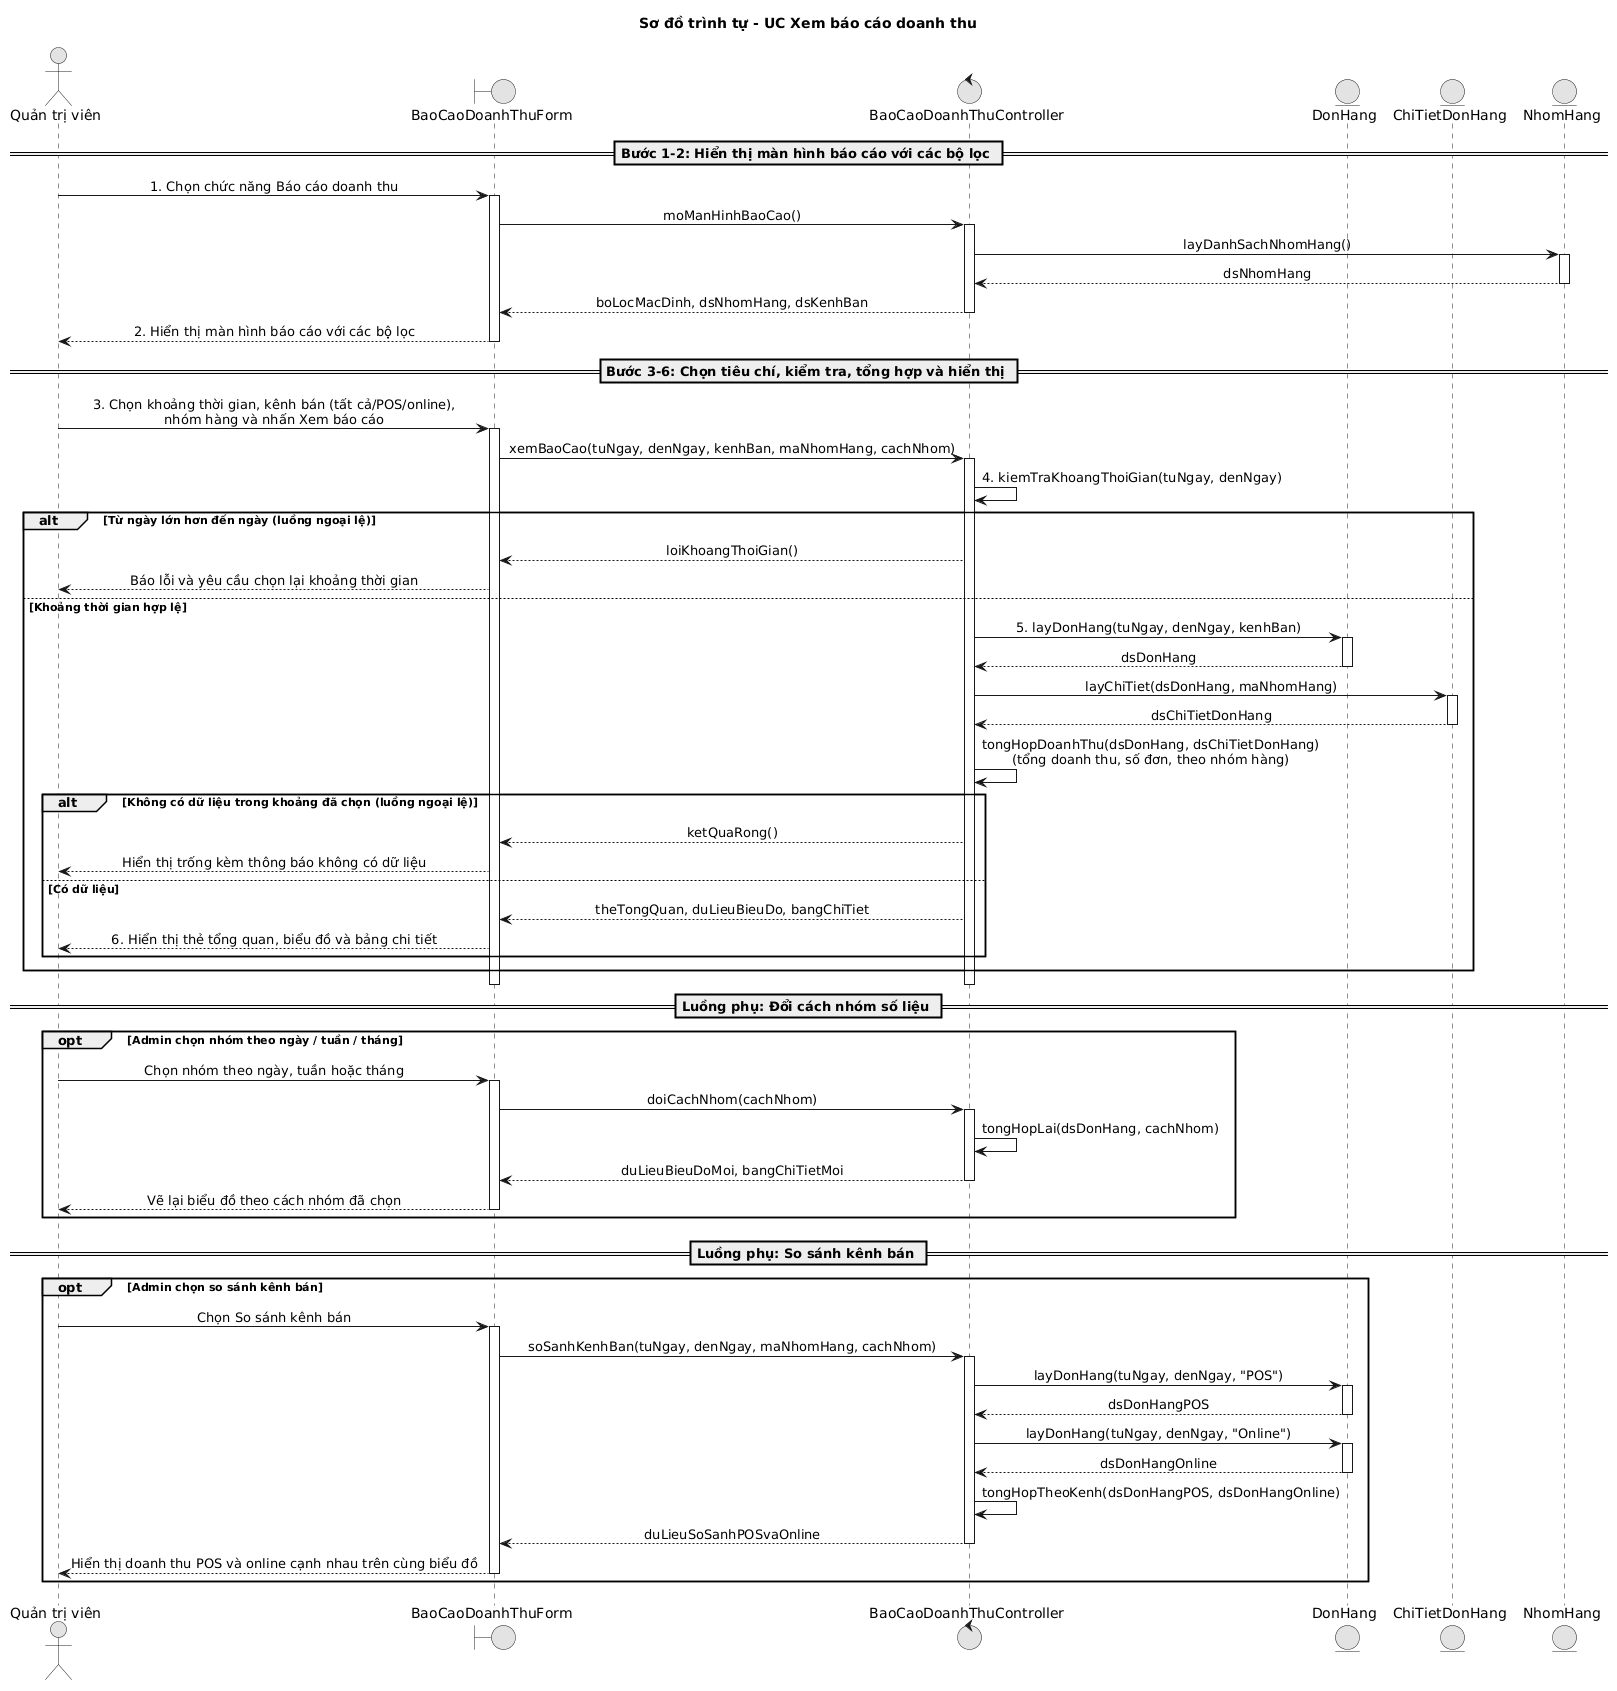 Sơ đồ trình tự - UC Xem báo cáo doanh thu
Quản trị viên
BaoCaoDoanhThuForm
BaoCaoDoanhThuController
DonHang
ChiTietDonHang
NhomHang
Bước 1-2: Hiển thị màn hình báo cáo với các bộ lọc
1. Chọn chức năng Báo cáo doanh thu
moManHinhBaoCao()
layDanhSachNhomHang()
dsNhomHang
boLocMacDinh, dsNhomHang, dsKenhBan
2. Hiển thị màn hình báo cáo với các bộ lọc
Bước 3-6: Chọn tiêu chí, kiểm tra, tổng hợp và hiển thị
3. Chọn khoảng thời gian, kênh bán (tất cả/POS/online),
nhóm hàng và nhấn Xem báo cáo
xemBaoCao(tuNgay, denNgay, kenhBan, maNhomHang, cachNhom)
4. kiemTraKhoangThoiGian(tuNgay, denNgay)
alt [Từ ngày lớn hơn đến ngày (luồng ngoại lệ)]
loiKhoangThoiGian()
Báo lỗi và yêu cầu chọn lại khoảng thời gian
[Khoảng thời gian hợp lệ]
5. layDonHang(tuNgay, denNgay, kenhBan)
dsDonHang
layChiTiet(dsDonHang, maNhomHang)
dsChiTietDonHang
tongHopDoanhThu(dsDonHang, dsChiTietDonHang)
(tổng doanh thu, số đơn, theo nhóm hàng)
alt [Không có dữ liệu trong khoảng đã chọn (luồng ngoại lệ)]
ketQuaRong()
Hiển thị trống kèm thông báo không có dữ liệu
[Có dữ liệu]
theTongQuan, duLieuBieuDo, bangChiTiet
6. Hiển thị thẻ tổng quan, biểu đồ và bảng chi tiết
Luồng phụ: Đổi cách nhóm số liệu
opt [Admin chọn nhóm theo ngày / tuần / tháng]
Chọn nhóm theo ngày, tuần hoặc tháng
doiCachNhom(cachNhom)
tongHopLai(dsDonHang, cachNhom)
duLieuBieuDoMoi, bangChiTietMoi
Vẽ lại biểu đồ theo cách nhóm đã chọn
Luồng phụ: So sánh kênh bán
opt [Admin chọn so sánh kênh bán]
Chọn So sánh kênh bán
soSanhKenhBan(tuNgay, denNgay, maNhomHang, cachNhom)
layDonHang(tuNgay, denNgay, "POS")
dsDonHangPOS
layDonHang(tuNgay, denNgay, "Online")
dsDonHangOnline
tongHopTheoKenh(dsDonHangPOS, dsDonHangOnline)
duLieuSoSanhPOSvaOnline
Hiển thị doanh thu POS và online cạnh nhau trên cùng biểu đồ
Quản trị viên
BaoCaoDoanhThuForm
BaoCaoDoanhThuController
DonHang
ChiTietDonHang
NhomHang